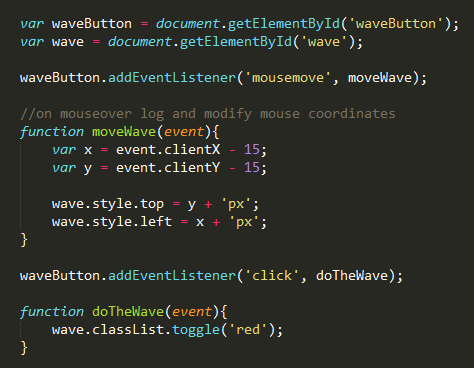 var waveButton = document.getElementById('waveButton');
var wave = document.getElementById('wave');
waveButton.addEventListener('mousemove', moveWave);
//on mouseover log and modify mouse coordinates
function moveWave(event){
var x = event.clientX - 15;
var y = event.clientY - 15;
wave.style.top = y + 'px';
wave.style.left = x + 'px';
}
waveButton.addEventListener('click', doTheWave);
function doTheWave(event){
wave.classList.toggle('red');
}